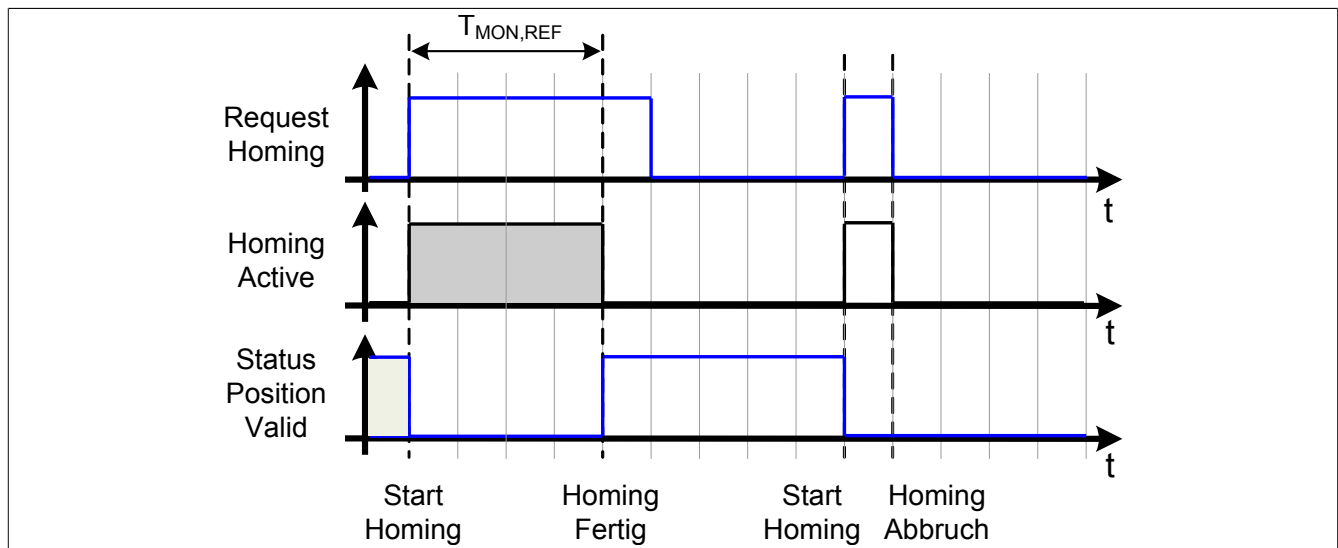 T_MON,REF
Request
Homing
t
Homing
Active
t
Status
Position
Valid
t
Start
Homing
Homing
Fertig
Start
Homing
Homing
Abbruch